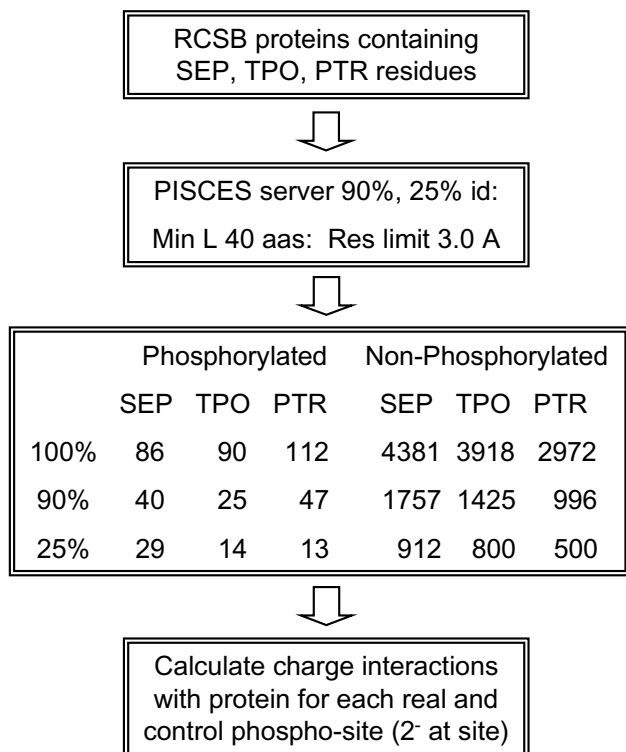 RCSB proteins containing
SEP, TPO, PTR residues
PISCES server 90%, 25% id:
Min L 40 aas: Res limit 3.0 A
Phosphorylated Non-Phosphorylated
SEP TPO PTR SEP TPO PTR
100% 86 90 112 4381 3918 2972
90% 40 25 47 1757 1425 996
25% 29 14 13 912 800 500
Calculate charge interactions
with protein for each real and
control phospho-site (2⁻ at site)